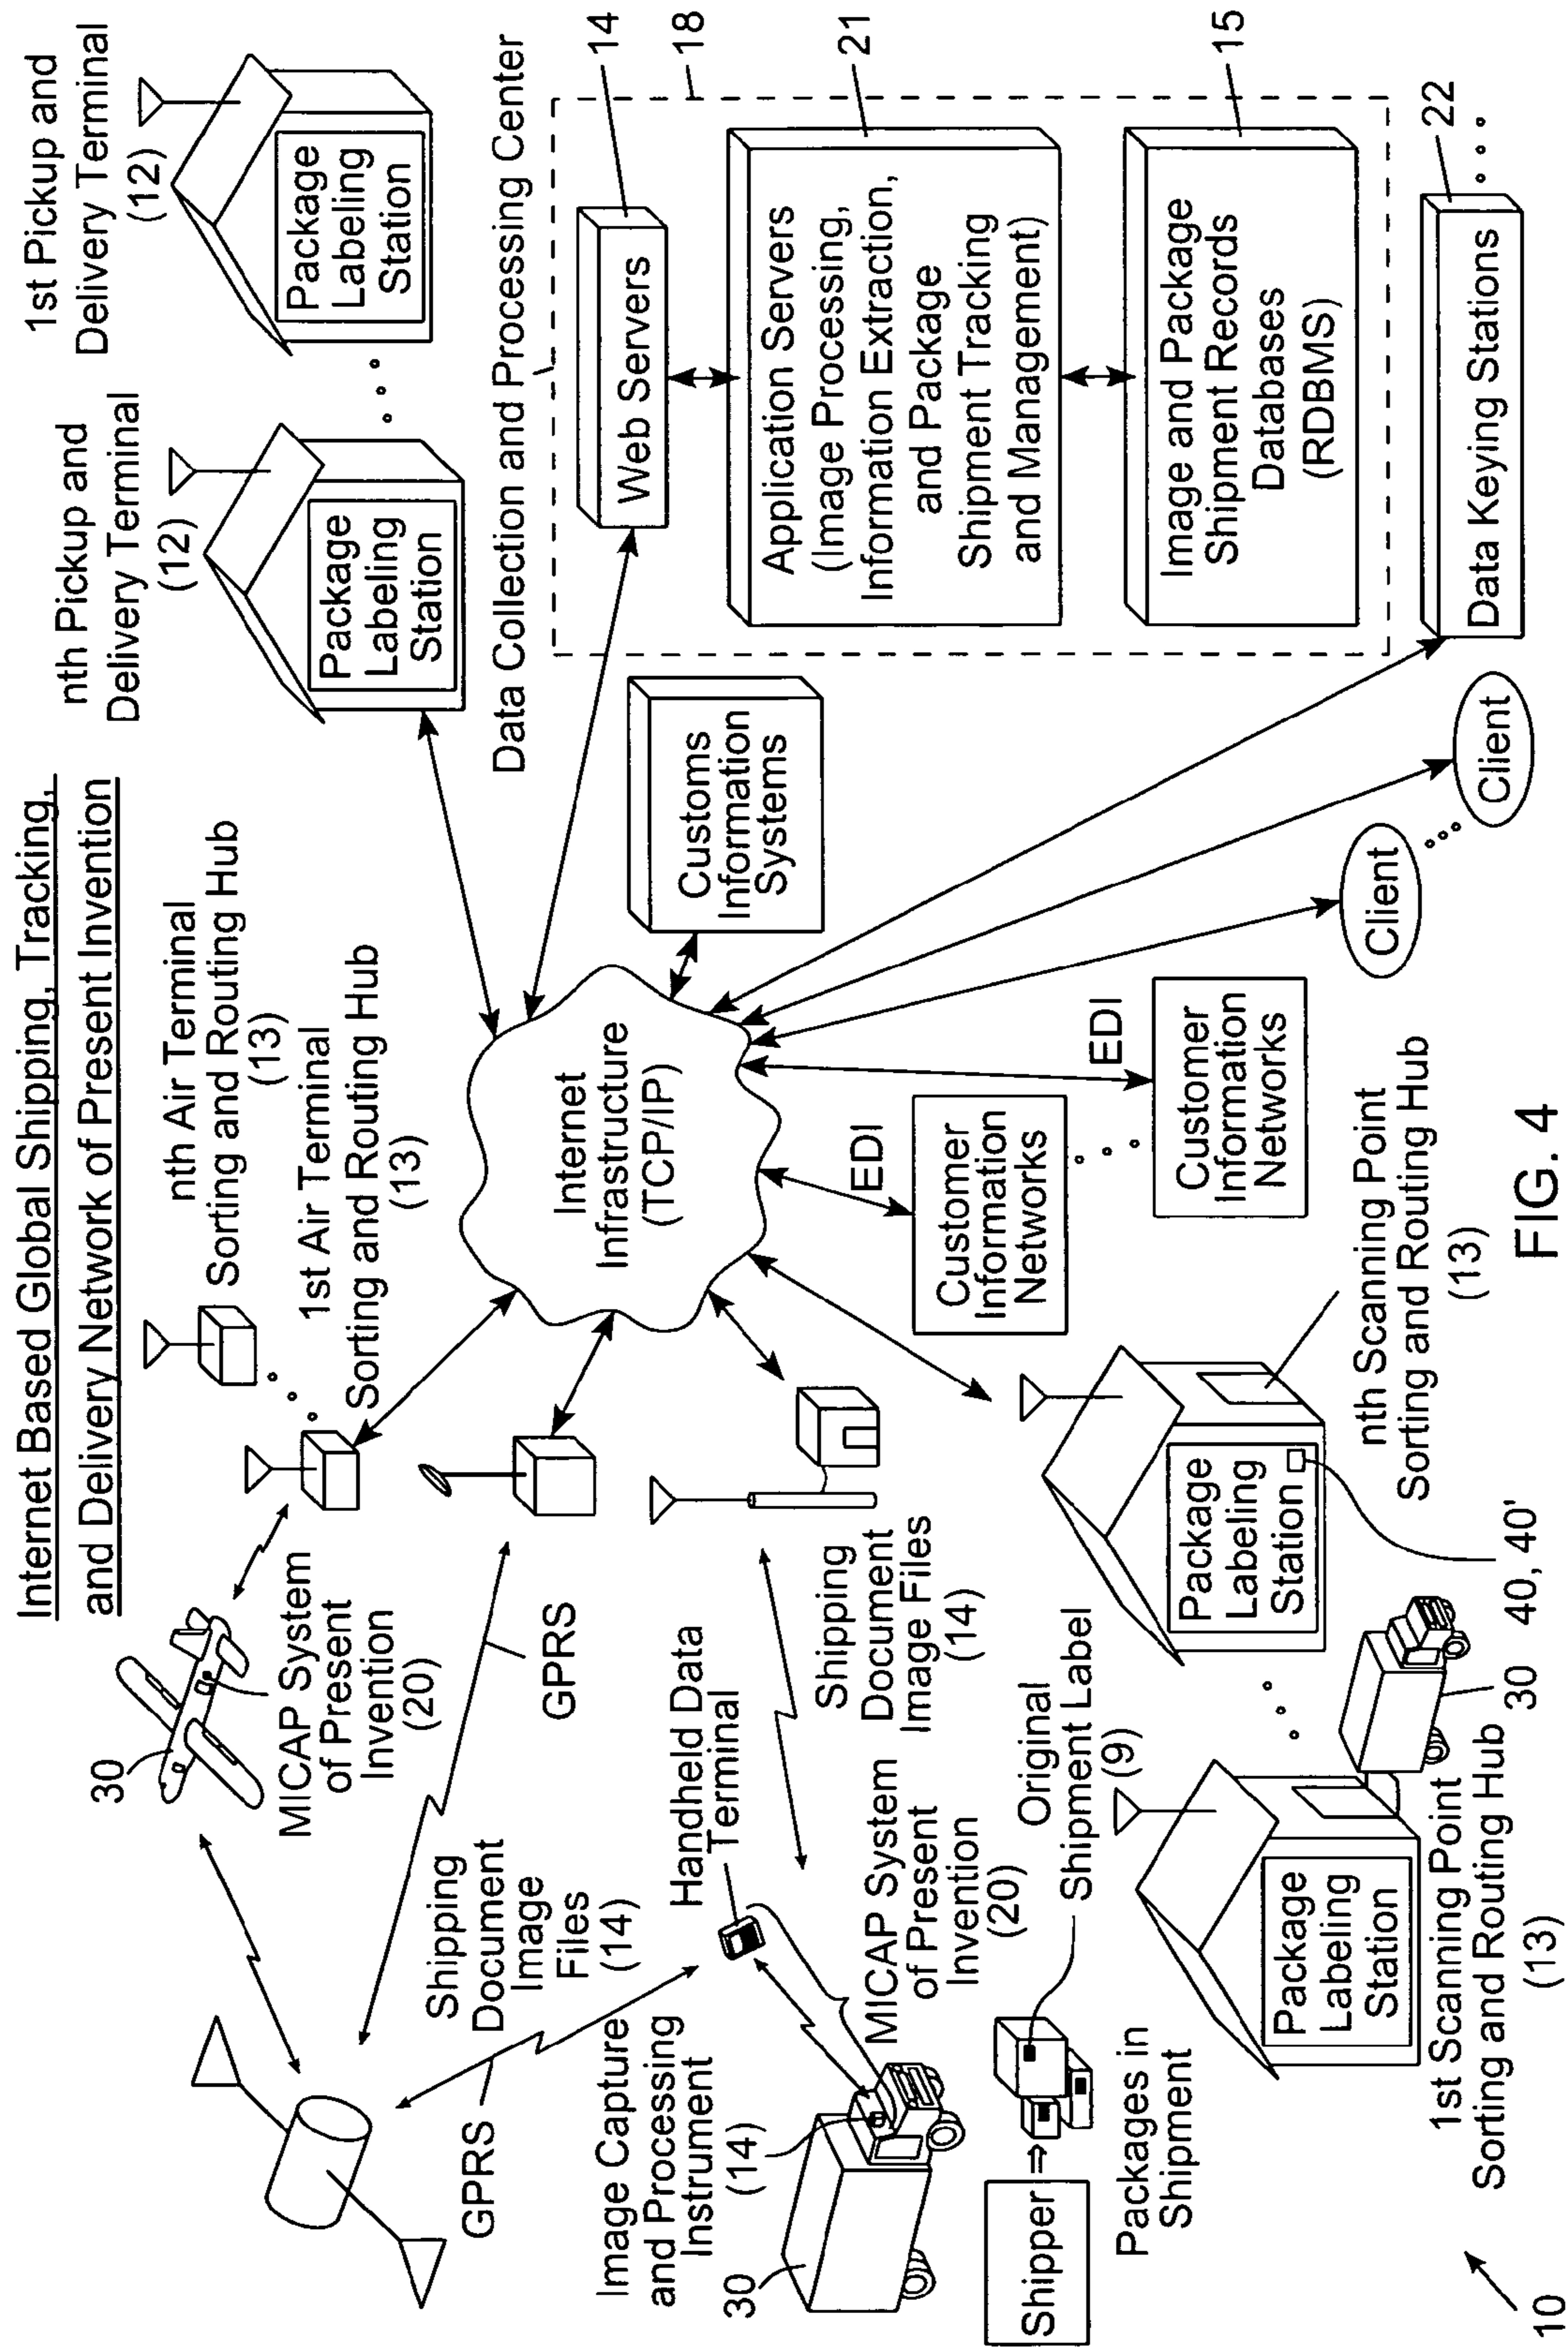 Internet Based Global Shipping, Tracking,
and Delivery Network of Present Invention
1st Pickup and
Delivery Terminal
(12)
Package
Labeling
Station
nth Pickup and
Delivery Terminal
(12)
Package
Labeling
Station
nth Air Terminal
Sorting and Routing Hub
(13)
1st Air Terminal
Sorting and Routing Hub
(13)
30
MICAP System
of Present
Invention
(20)
GPRS
Shipping
Document
Image
Files
(14)
GPRS
Handheld Data
Terminal
Shipping
Document
Image Files
(14)
Image Capture
and Processing
Instrument
(14)
30
MICAP System
of Present
Invention
(20)
Original
Shipment Label
(9)
Shipper
Packages in
Shipment
Internet
Infrastructure
(TCP/IP)
Data Collection and Processing Center
Web Servers
14
18
Application Servers
(Image Processing,
Information Extraction,
and Package
Shipment Tracking
and Management)
21
Image and Package
Shipment Records
Databases
(RDBMS)
15
Data Keying Stations
22
Customs
Information
Systems
Client
Client
EDI
Customer
Information
Networks
EDI
Customer
Information
Networks
Package
Labeling
Station
40, 40'
nth Scanning Point
Sorting and Routing Hub
(13)
30
Package
Labeling
Station
1st Scanning Point
Sorting and Routing Hub
(13)
10
FIG. 4